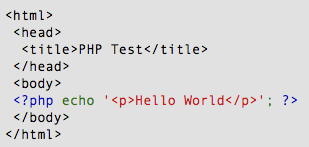 <html>
 <head>
  <title>PHP Test</title>
 </head>
 <body>
 <?php echo '<p>Hello World</p>'; ?>
 </body>
</html>